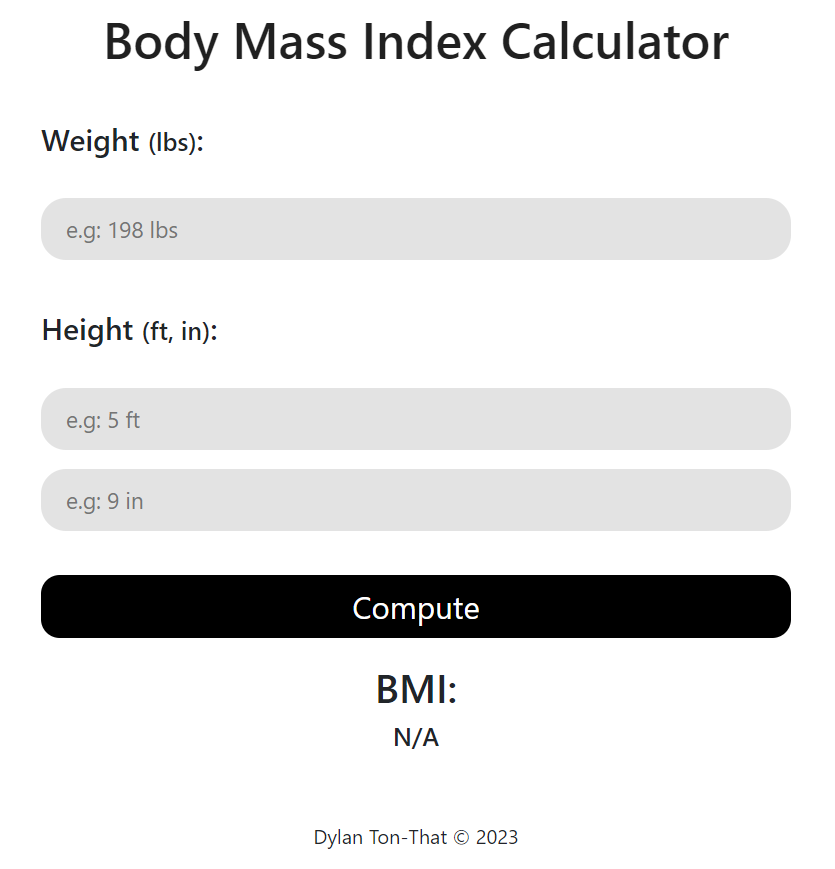 Body Mass Index Calculator
Weight (lbs):
e.g: 198 lbs
Height (ft, in):
e.g: 5 ft
e.g: 9 in
Compute
BMI:
N/A
Dylan Ton-That © 2023